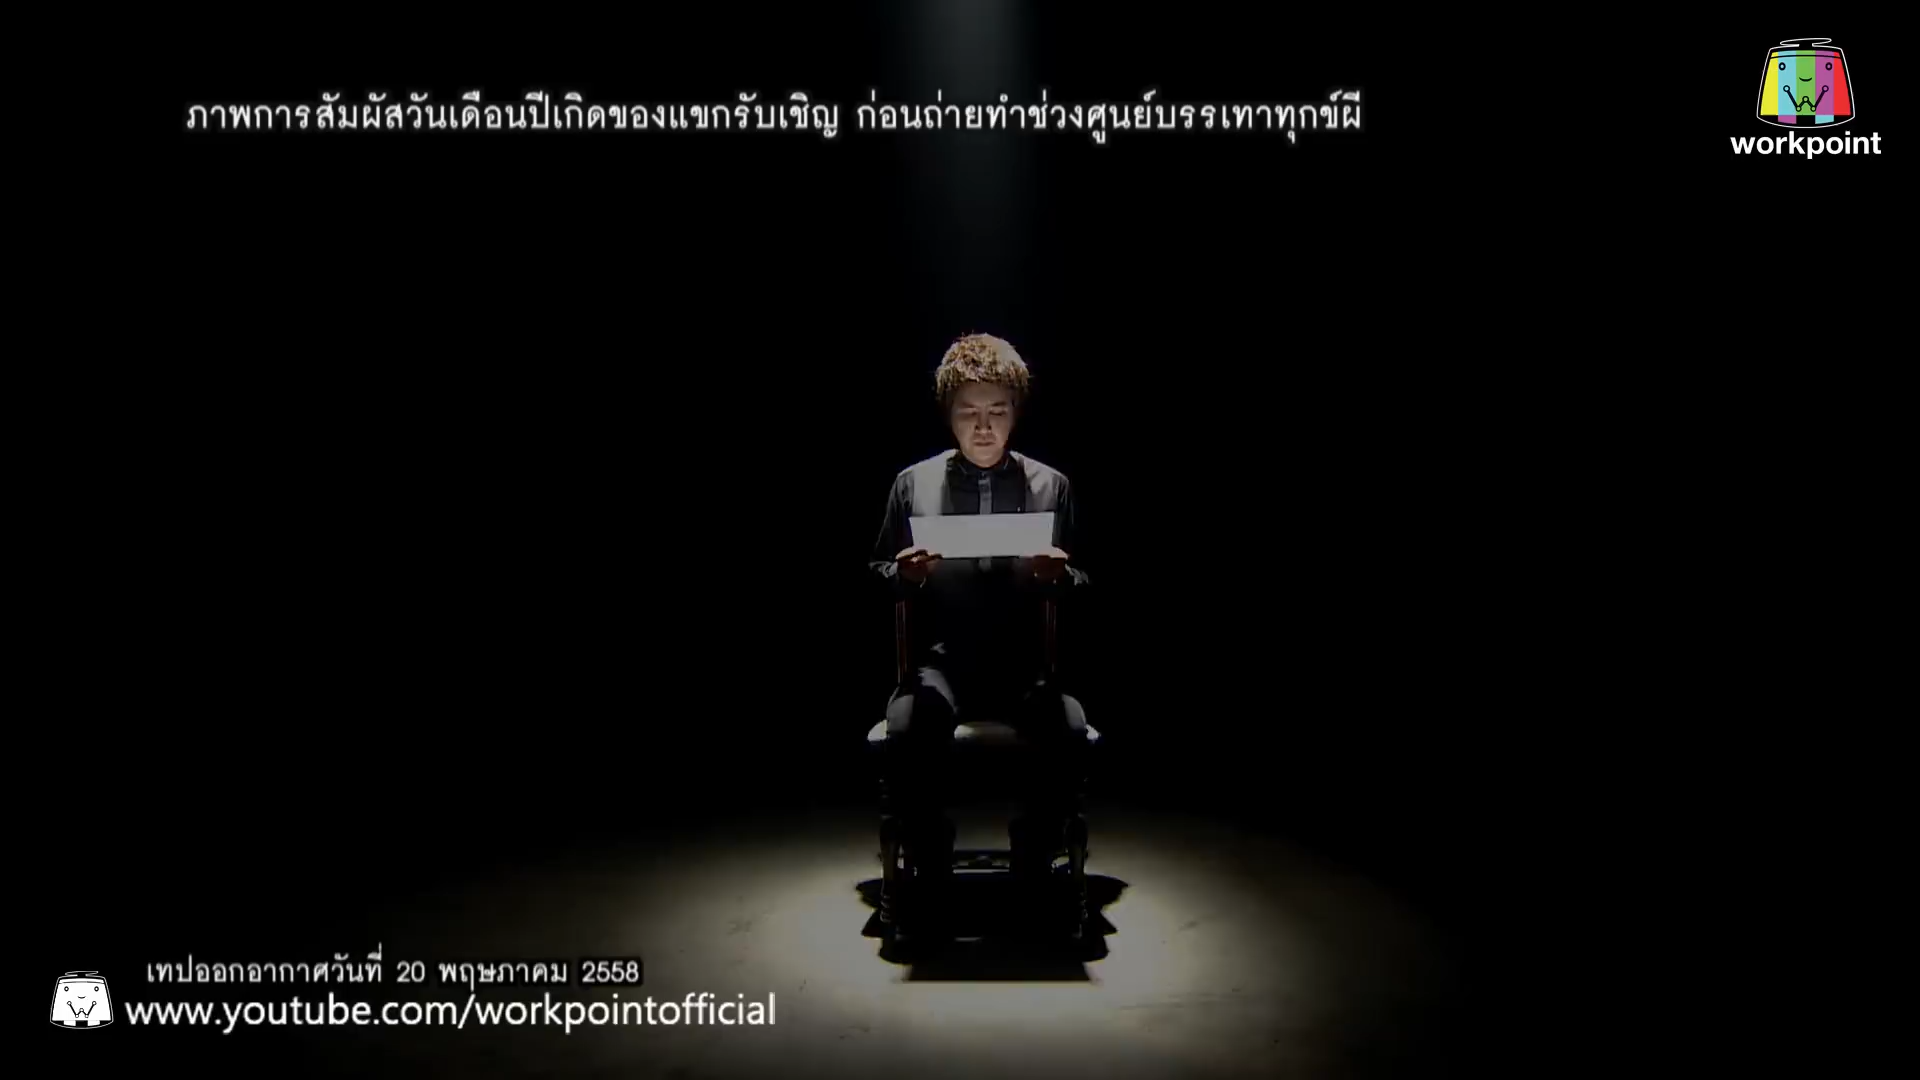 ภาพการสัมผัสวันเดือนปีเกิดของแขกรับเชิญ ก่อนถ่ายทำช่วงศูนย์บรรเทาทุกข์ผี
workpoint
เทปออกอากาศวันที่ 20 พฤษภาคม 2558
www.youtube.com/workpointofficial